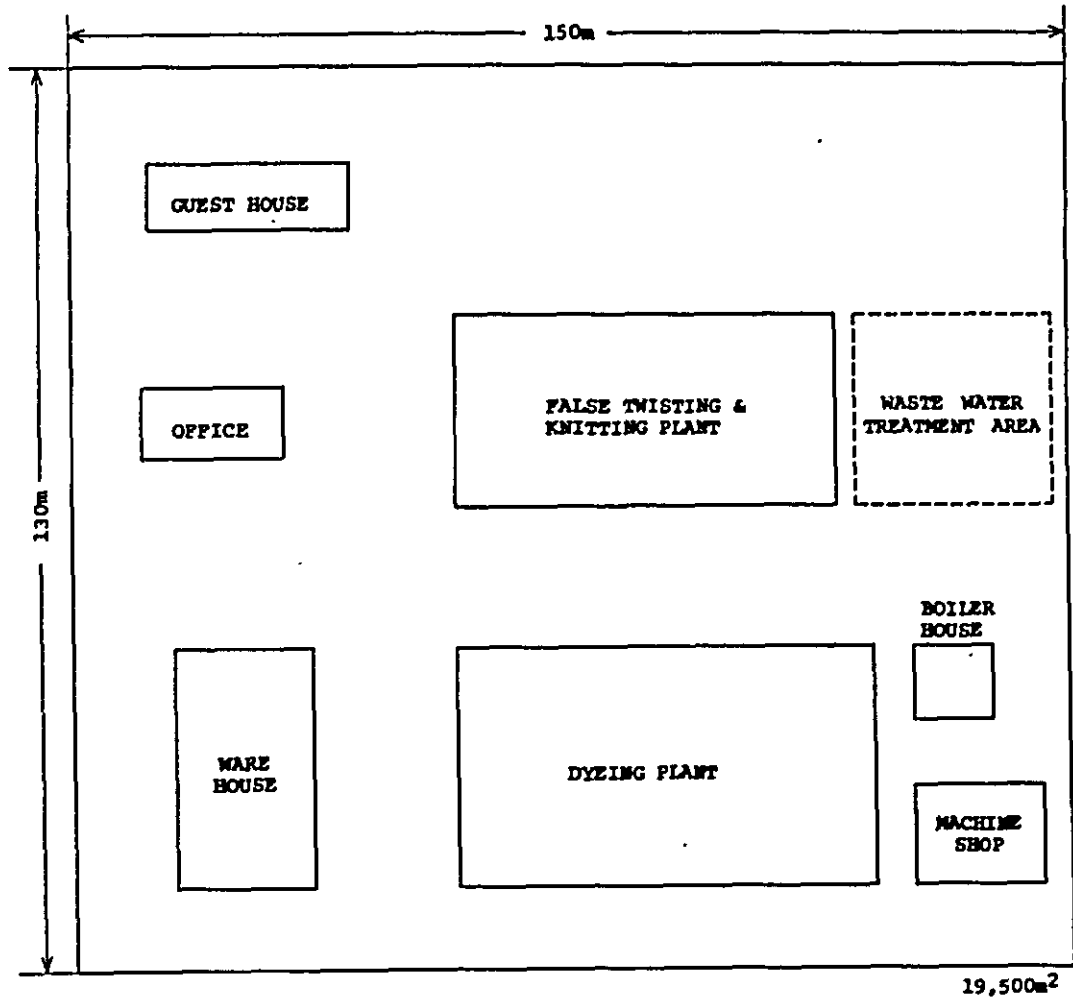 150m
130m
GUEST HOUSE
OFFICE
FALSE TWISTING &
KNITTING PLANT
WASTE WATER
TREATMENT AREA
BOILER
HOUSE
WARE
HOUSE
DYEING PLANT
MACHINE
SHOP
19,500m²